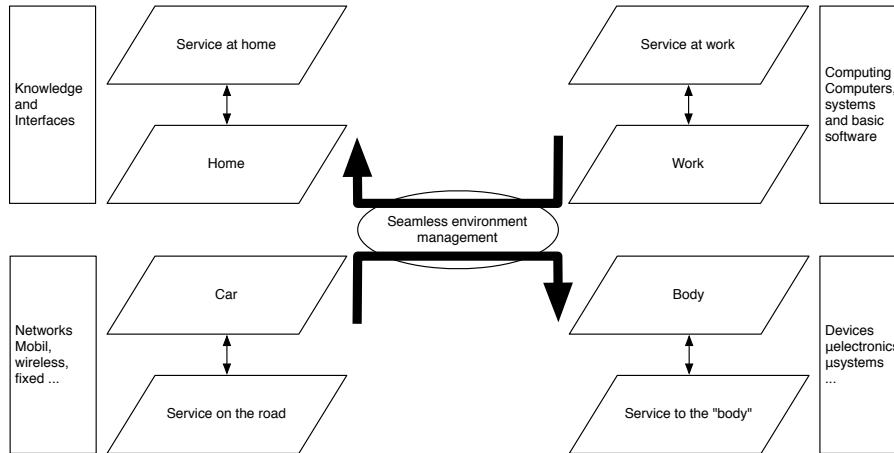 Service at home
Service at work
Knowledge
and
Interfaces
Computing
Computers,
systems
and basic
software
Home
Work
Seamless environment
management
Car
Body
Networks
Mobil,
wireless,
fixed ...
Devices
µelectronics
µsystems
...
Service on the road
Service to the "body"